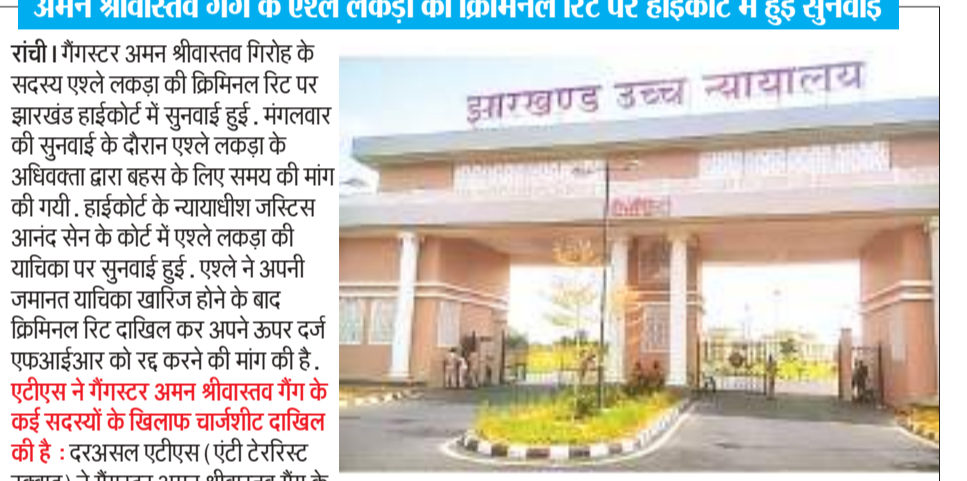 अमन श्रीवास्तव गैंग के एश्ले लकड़ा की क्रिमिनल रिट पर हाईकोर्ट में हुई सुनवाई
रांची। गैंगस्टर अमन श्रीवास्तव गिरोह के
सदस्य एश्ले लकड़ा की क्रिमिनल रिट पर
झारखंड हाईकोर्ट में सुनवाई हुई. मंगलवार
की सुनवाई के दौरान एश्ले लकड़ा के
अधिवक्ता द्वारा बहस के लिए समय की मांग
की गयी. हाईकोर्ट के न्यायाधीश जस्टिस
आनंद सेन के कोर्ट में एश्ले लकड़ा की
याचिका पर सुनवाई हुई. एश्ले ने अपनी
जमानत याचिका खारिज होने के बाद
क्रिमिनल रिट दाखिल कर अपने ऊपर दर्ज
एफआईआर को रद्द करने की मांग की है.
एटीएस ने गैंगस्टर अमन श्रीवास्तव गैंग के
कई सदस्यों के खिलाफ चार्जशीट दाखिल
की है : दरअसल एटीएस (एंटी टेररिस्ट
झारखण्ड उच्च न्यायालय